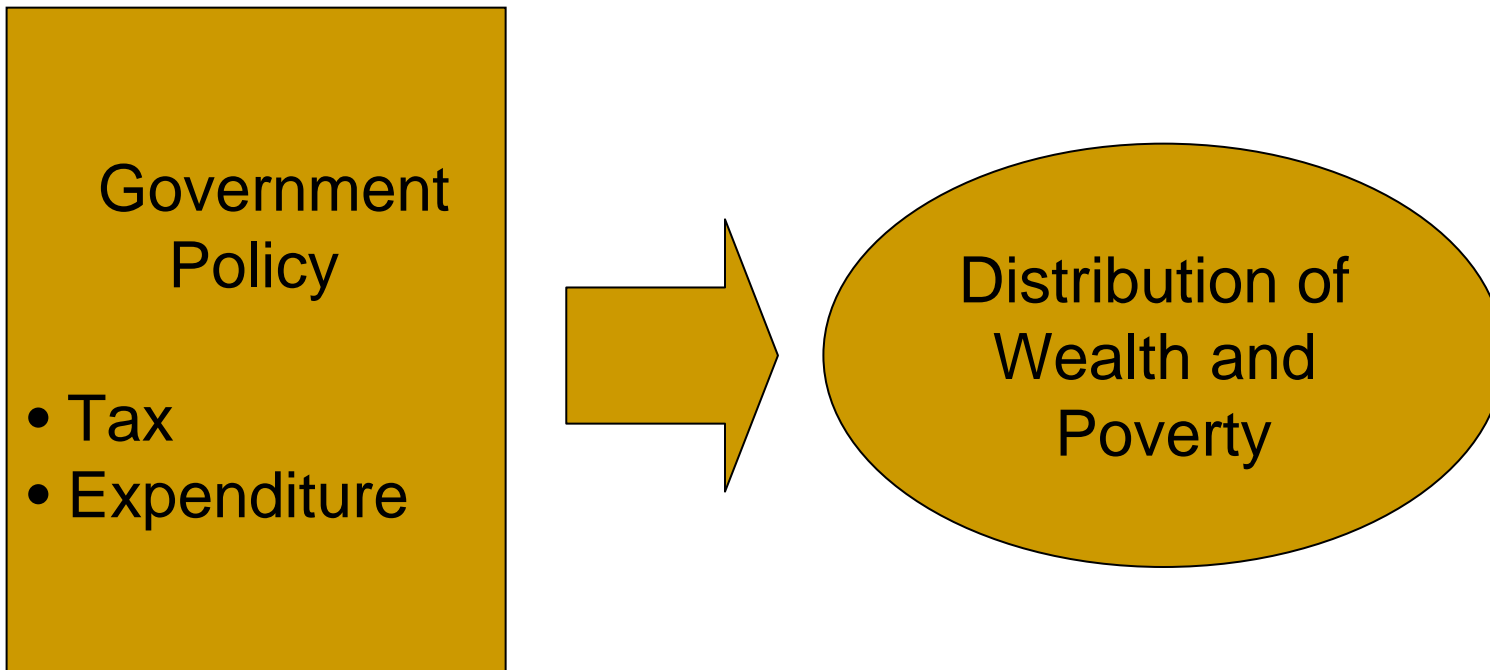 Government
Policy
• Tax
• Expenditure
Distribution of
Wealth and
Poverty